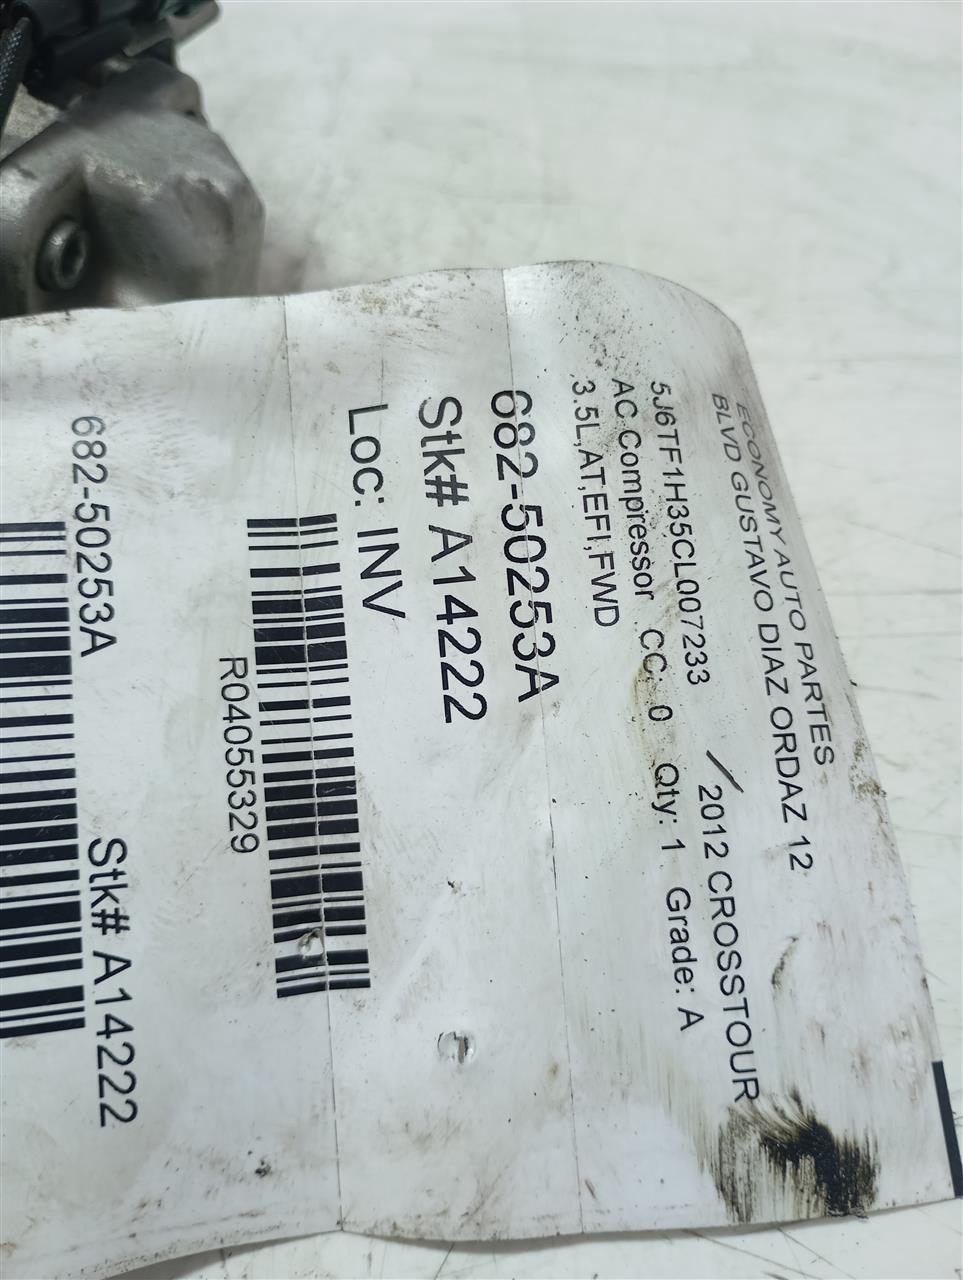 ECONOMY AUTO PARTES
BLVD GUSTAVO DIAZ ORDAZ 12
5J6TF1H35CL007233 / 2012 CROSSTOUR
AC Compressor CC: 0 Qty: 1 Grade: A
,3.5L,AT,EFI,FWD
682-50253A
Stk# A14222
Loc: INV
R0405329
682-50253A Stk# A14222